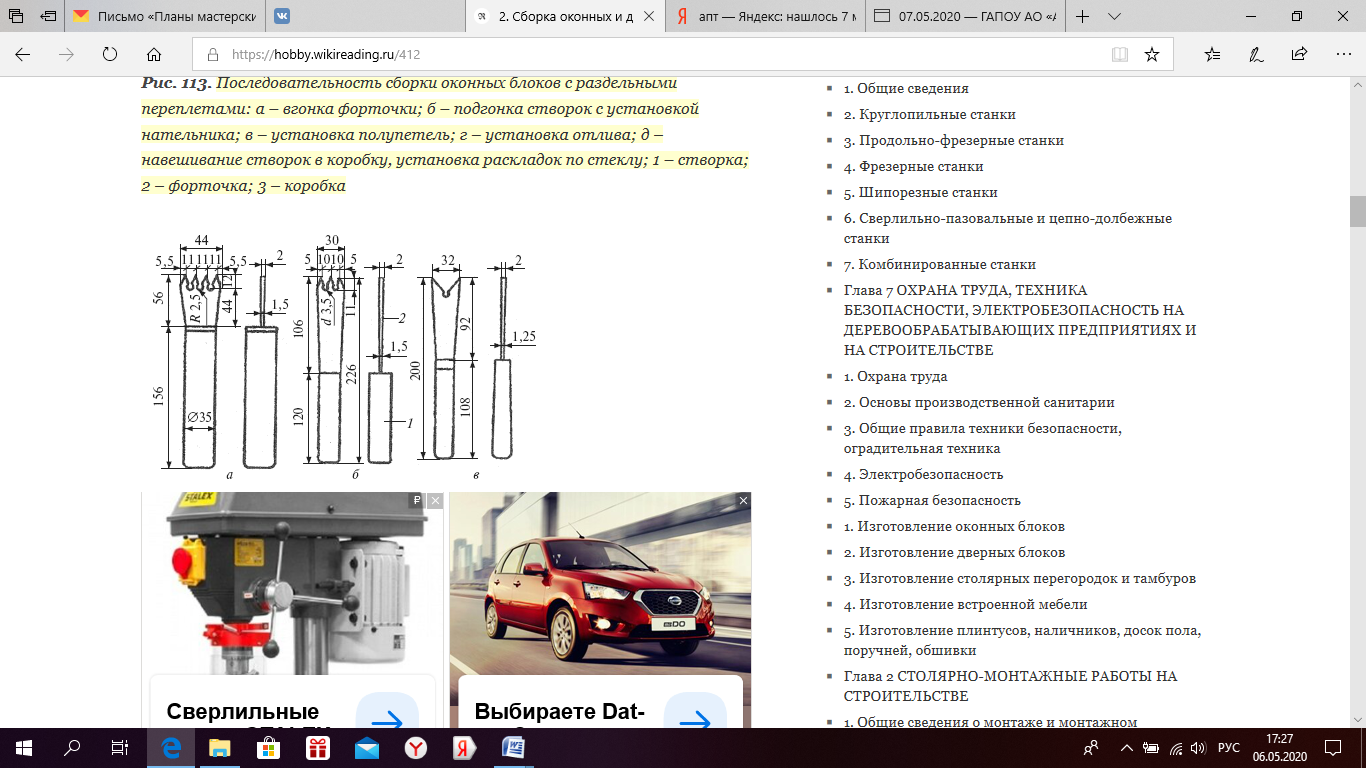 Письмо «Планы мастерски
2. Сборка оконных и д
апт — Яндекс: нашлось 7 м
07.05.2020 — ГАПОУ АО «А
https://hobby.wikireading.ru/412
Рис. 113. Последовательность сборки оконных блоков с раздельными
переплетами: а – вгонка форточки; б – подгонка створок с установкой
нательника; в – установка полупетель; г – установка отлива; д –
навешивание створок в коробку, установка раскладок по стеклу; 1 – створка;
2 – форточка; 3 – коробка
44
5,5 11 11 11 5,5
2
12
56
R 2,5
44
1,5
156
Ø35
а
30
5 10 10 5
2
11
106
d 3,5
2
1,5
226
120
1
б
32
2
92
1,25
200
108
в
STALEX
₽
Сверлильные
Выбираете Dat-
1. Общие сведения
2. Круглопильные станки
3. Продольно-фрезерные станки
4. Фрезерные станки
5. Шипорезные станки
6. Сверлильно-пазовальные и цепно-долбежные
станки
7. Комбинированные станки
Глава 7 ОХРАНА ТРУДА, ТЕХНИКА
БЕЗОПАСНОСТИ, ЭЛЕКТРОБЕЗОПАСНОСТЬ НА
ДЕРЕВООБРАБАТЫВАЮЩИХ ПРЕДПРИЯТИЯХ И
НА СТРОИТЕЛЬСТВЕ
1. Охрана труда
2. Основы производственной санитарии
3. Общие правила техники безопасности,
оградительная техника
4. Электробезопасность
5. Пожарная безопасность
1. Изготовление оконных блоков
2. Изготовление дверных блоков
3. Изготовление столярных перегородок и тамбуров
4. Изготовление встроенной мебели
5. Изготовление плинтусов, наличников, досок пола,
поручней, обшивки
Глава 2 СТОЛЯРНО-МОНТАЖНЫЕ РАБОТЫ НА
СТРОИТЕЛЬСТВЕ
1. Общие сведения о монтаже и монтажном
РУС
17:27
06.05.2020